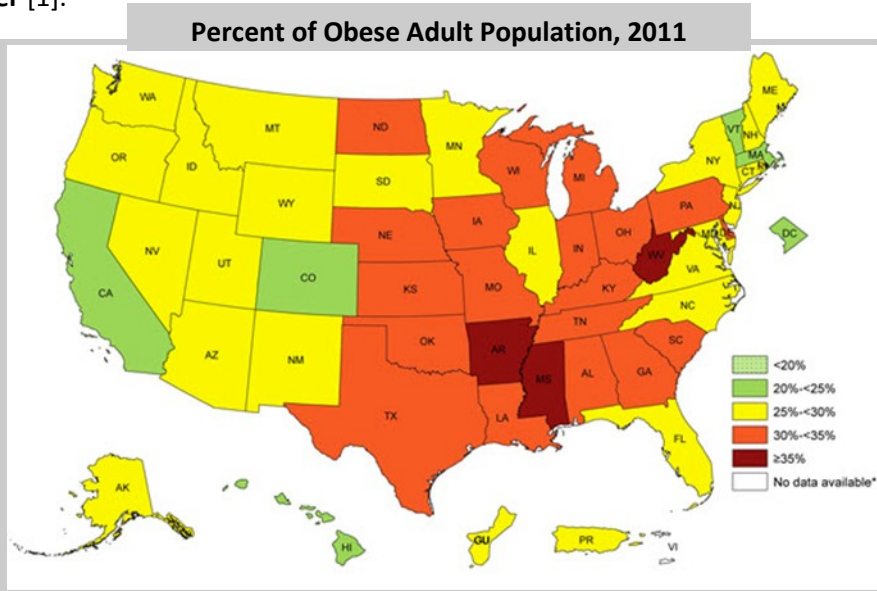 er [1].
Percent of Obese Adult Population, 2011
WA
MT
ND
MN
ME
OR
ID
WY
SD
WI
MI
NY
VT
NH
MA
CT
NV
UT
CO
NE
IA
IL
IN
OH
PA
NJ
MD
DE
DC
CA
KS
MO
KY
WV
VA
AZ
NM
OK
AR
TN
NC
SC
TX
LA
MS
AL
GA
FL
<20%
20%-<25%
25%-<30%
30%-<35%
≥35%
No data available*
AK
HI
GU
PR
VI